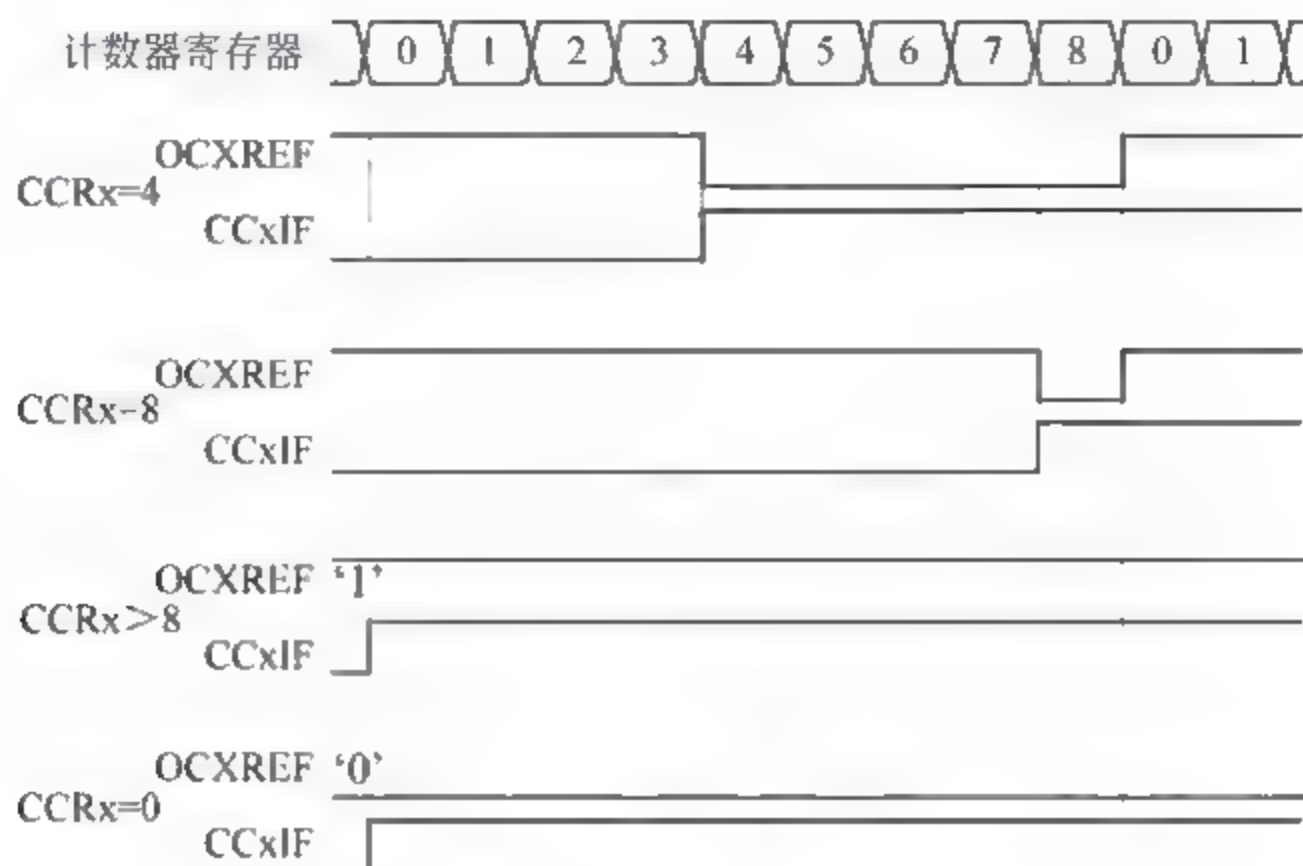 计数器寄存器 0 1 2 3 4 5 6 7 8 0 1
OCXREF
CCRx=4
CCxIF
OCXREF
CCRx-8
CCxIF
OCXREF ‘1’
CCRx>8
CCxIF
OCXREF ‘0’
CCRx=0
CCxIF